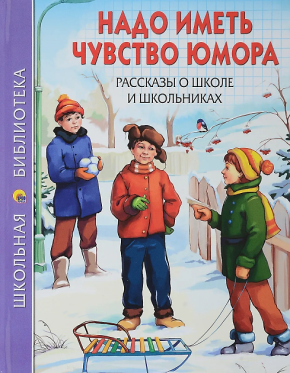 НАДО ИМЕТЬ
ЧУВСТВО ЮМОРА
РАССКАЗЫ О ШКОЛЕ
И ШКОЛЬНИКАХ
ШКОЛЬНАЯ БИБЛИОТЕКА